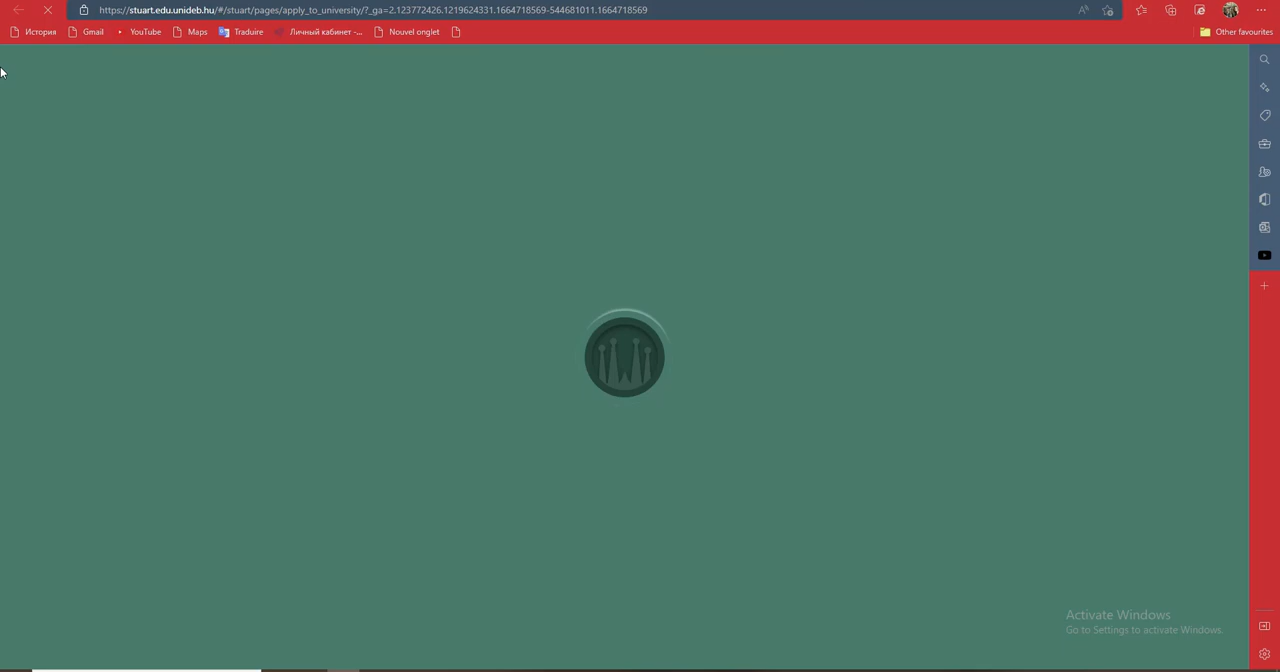 https://stuart.edu.unideb.hu/#/stuart/pages/apply_to_university/?_ga=2.123772426.1219624331.1664718569-544681011.1664718569
История Gmail YouTube Maps Traduire Личный кабинет -... Nouvel onglet Other favourites
Activate Windows
Go to Settings to activate Windows.